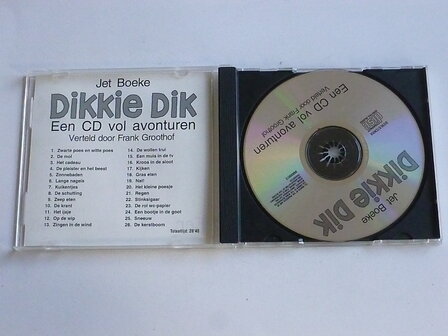 Jet Boeke
Dikkie Dik
Een CD vol avonturen
Verteld door Frank Groothof
1. Zwarte poes en witte poes
2. De mol
3. Het cadeau
4. De pleister en het beest
5. Zonnebaden
6. Lange nagels
7. Kuikentjes
8. De schutting
9. Zeep eten
10. De krant
11. Het ijsje
12. Op de wip
13. Zingen in de wind
14. De wollen trui
15. Een muis in de tv
16. Kroos in de sloot
17. Kijken
18. Gras eten
19. Nat!
20. Het kleine poesje
21. Regen
22. Stinksigaar
23. De rol wc-papier
24. Een bootje in de goot
25. Sneeuw
26. De kerstboom
Totaaltijd: 28'40
Jet Boeke
Dikkie Dik
Een CD vol avonturen
Verteld door Frank Groothof